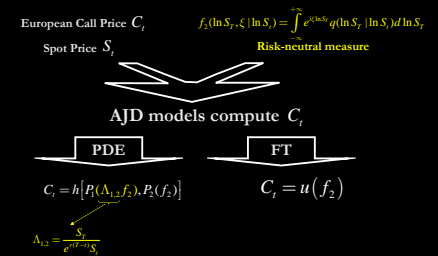 European Call Price C_t
f_2(ln S_T, ξ | ln S_t) = ∫_{-∞}^{+∞} e^{iξ ln S_T} q(ln S_T | ln S_t) d ln S_T
Spot Price S_t
Risk-neutral measure
AJD models compute C_t
PDE
FT
C_t = h[P_1(Λ_{1,2} f_2), P_2(f_2)]
C_t = u(f_2)
Λ_{1,2} = S_T / e^{r(T-t)} S_t